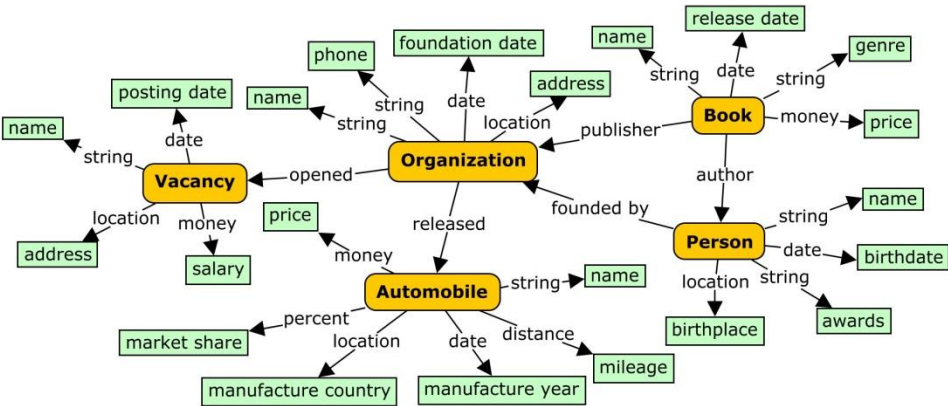 release date
name
genre
foundation date
phone
string
date
string
address
posting date
name
string
date
money
price
string
location
publisher
Book
name
date
string
Organization
author
Vacancy
opened
string
name
location
money
price
founded by
released
Person
date
birthdate
address
salary
money
location
string
Automobile
string
name
awards
percent
distance
birthplace
market share
location
date
mileage
manufacture country
manufacture year